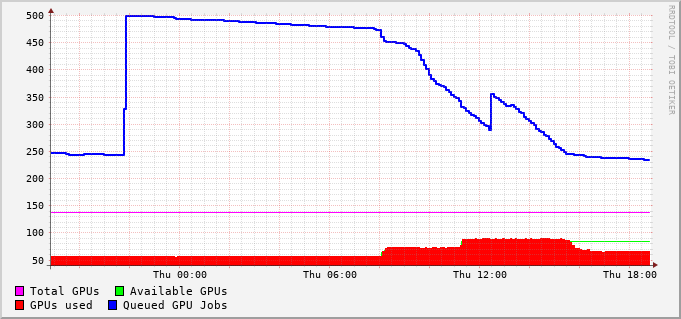 500
450
400
350
300
250
200
150
100
50
Thu 00:00 Thu 06:00 Thu 12:00 Thu 18:00
Total GPUs Available GPUs
GPUs used Queued GPU Jobs
RRDTOOL / TOBI OETIKER